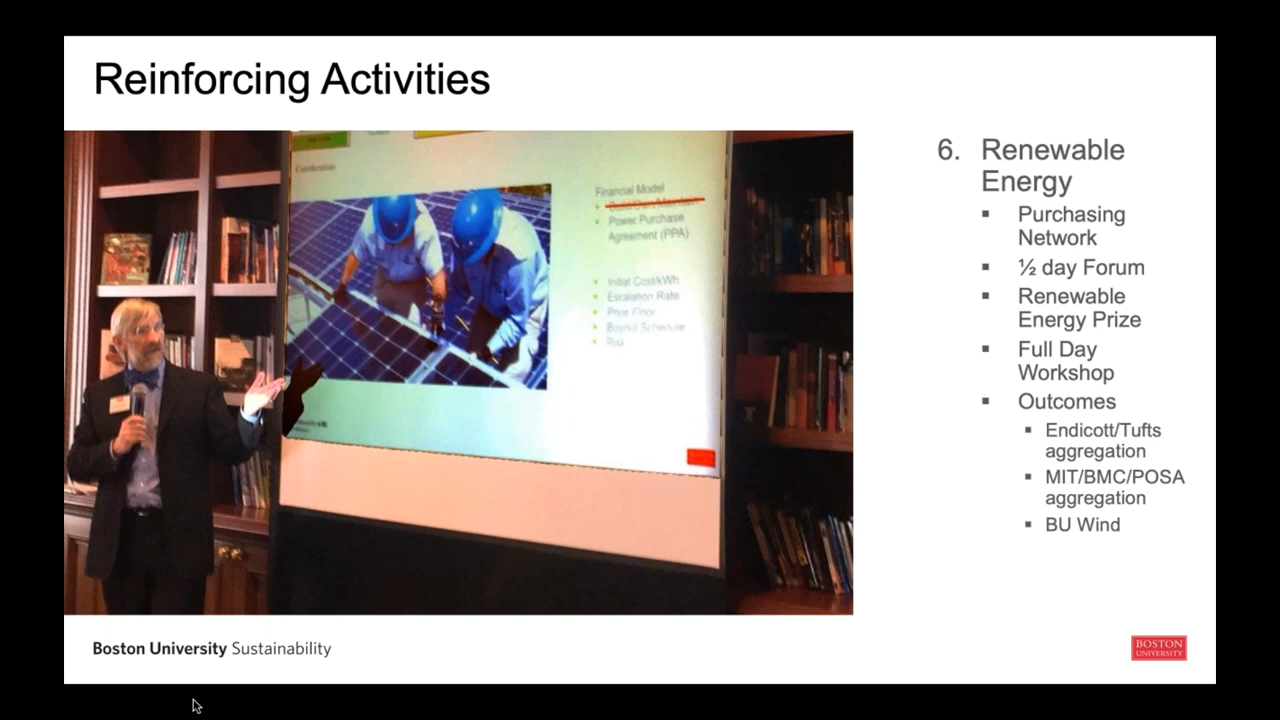 Reinforcing Activities
Financial Model
Power Purchase
Agreement (PPA)
Initial Cost/kWh
Escalation Rate
Price Floor
Buyout Schedule
Risk
6. Renewable
Energy
▪ Purchasing
Network
▪ ½ day Forum
▪ Renewable
Energy Prize
▪ Full Day
Workshop
▪ Outcomes
▪ Endicott/Tufts
aggregation
▪ MIT/BMC/POSA
aggregation
▪ BU Wind
Boston University Sustainability
BOSTON
UNIVERSITY